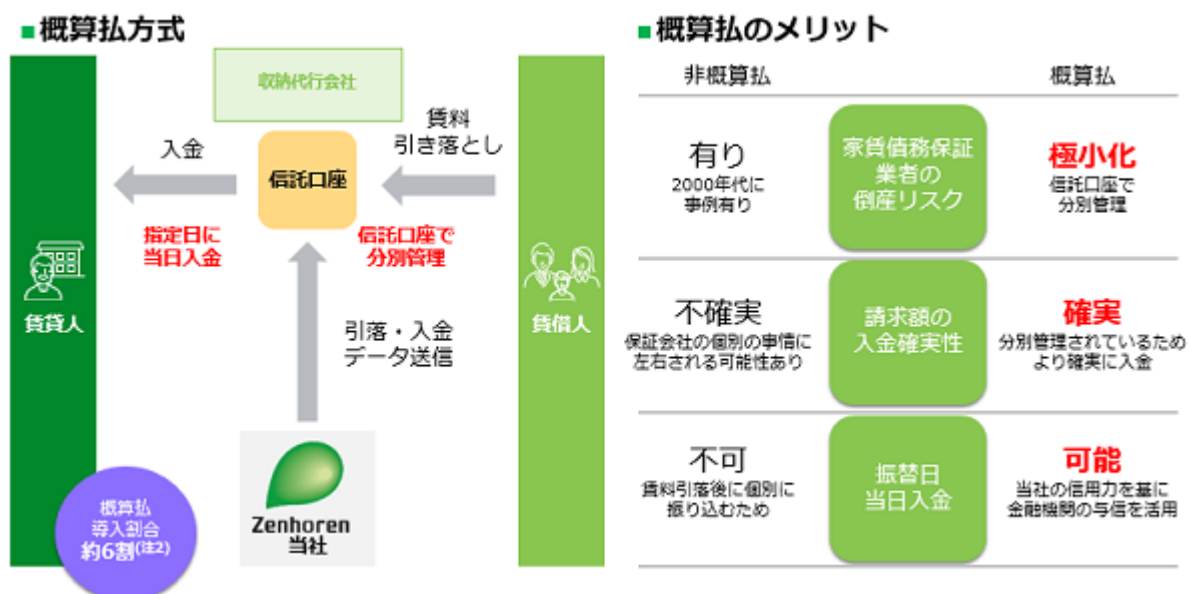 ■概算払方式
収納代行会社
賃料
引き落とし
入金
信託口座
指定日に
当日入金
信託口座で
分別管理
賃貸人
賃借人
引落・入金
データ送信
Zenhoren
当社
概算払
導入割合
約6割(注2)
■概算払のメリット
非概算払
概算払
有り
2000年代に
事例有り
家賃債務保証
業者の
倒産リスク
極小化
信託口座で
分別管理
不確実
保証会社の個別の事情に
左右される可能性あり
請求額の
入金確実性
確実
分別管理されているため
より確実に入金
不可
賃料引落後に個別に
振り込むため
振替日
当日入金
可能
当社の信用力を基に
金融機関の与信を活用